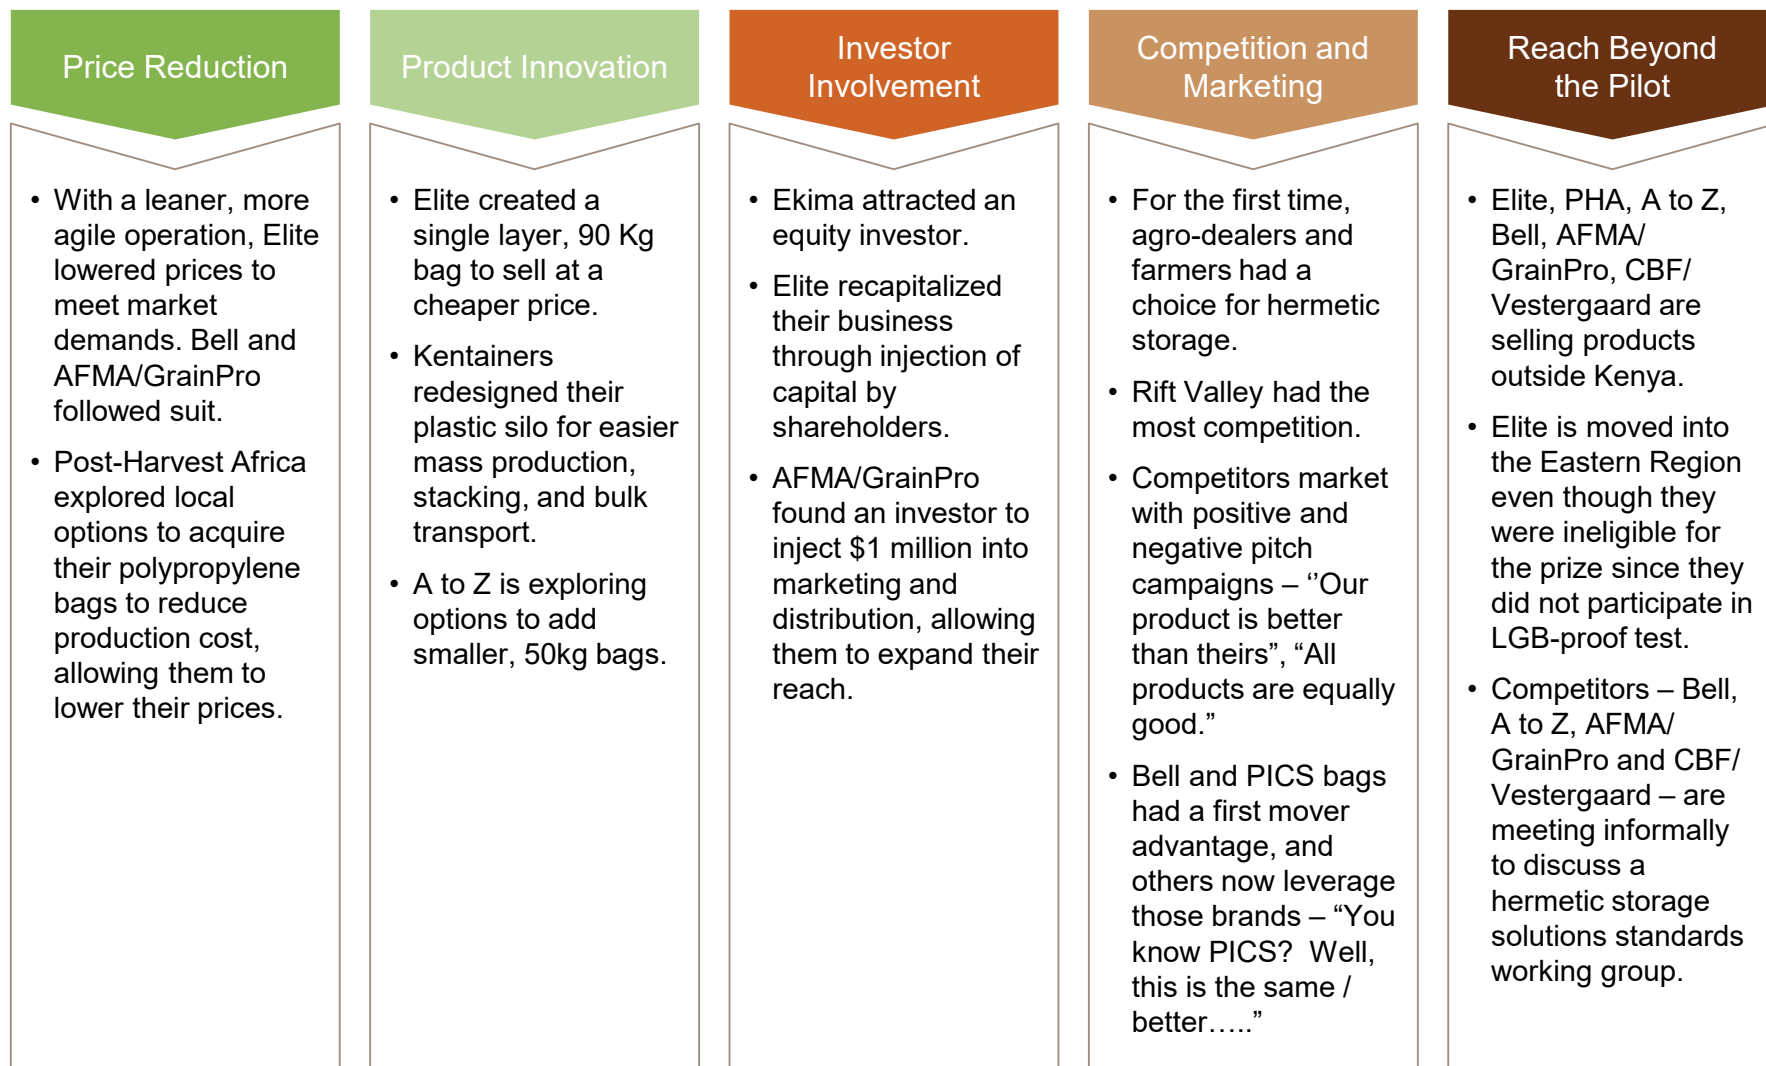 Price Reduction
• With a leaner, more
agile operation, Elite
lowered prices to
meet market
demands. Bell and
AFMA/GrainPro
followed suit.
• Post-Harvest Africa
explored local
options to acquire
their polypropylene
bags to reduce
production cost,
allowing them to
lower their prices.
Product Innovation
• Elite created a
single layer, 90 Kg
bag to sell at a
cheaper price.
• Kentainers
redesigned their
plastic silo for easier
mass production,
stacking, and bulk
transport.
• A to Z is exploring
options to add
smaller, 50kg bags.
Investor
Involvement
• Ekima attracted an
equity investor.
• Elite recapitalized
their business
through injection of
capital by
shareholders.
• AFMA/GrainPro
found an investor to
inject $1 million into
marketing and
distribution, allowing
them to expand their
reach.
Competition and
Marketing
• For the first time,
agro-dealers and
farmers had a
choice for hermetic
storage.
• Rift Valley had the
most competition.
• Competitors market
with positive and
negative pitch
campaigns – ‘’Our
product is better
than theirs”, “All
products are equally
good.”
• Bell and PICS bags
had a first mover
advantage, and
others now leverage
those brands – “You
know PICS?  Well,
this is the same /
better…..”
Reach Beyond
the Pilot
• Elite, PHA, A to Z,
Bell, AFMA/
GrainPro, CBF/
Vestergaard are
selling products
outside Kenya.
• Elite is moved into
the Eastern Region
even though they
were ineligible for
the prize since they
did not participate in
LGB-proof test.
• Competitors – Bell,
A to Z, AFMA/
GrainPro and CBF/
Vestergaard – are
meeting informally
to discuss a
hermetic storage
solutions standards
working group.